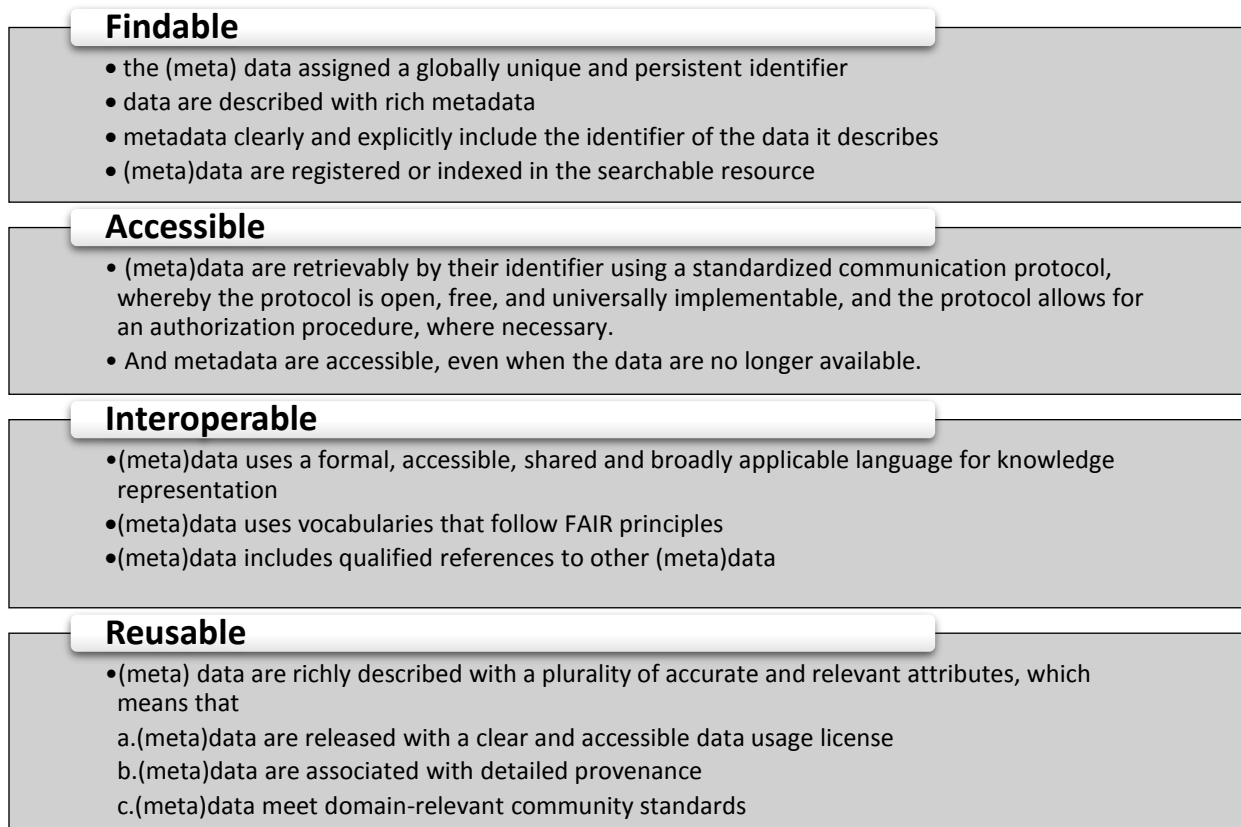 Findable
• the (meta) data assigned a globally unique and persistent identifier
• data are described with rich metadata
• metadata clearly and explicitly include the identifier of the data it describes
• (meta)data are registered or indexed in the searchable resource
Accessible
• (meta)data are retrievably by their identifier using a standardized communication protocol,
whereby the protocol is open, free, and universally implementable, and the protocol allows for
an authorization procedure, where necessary.
• And metadata are accessible, even when the data are no longer available.
Interoperable
•(meta)data uses a formal, accessible, shared and broadly applicable language for knowledge
representation
•(meta)data uses vocabularies that follow FAIR principles
•(meta)data includes qualified references to other (meta)data
Reusable
•(meta) data are richly described with a plurality of accurate and relevant attributes, which
means that
a.(meta)data are released with a clear and accessible data usage license
b.(meta)data are associated with detailed provenance
c.(meta)data meet domain-relevant community standards